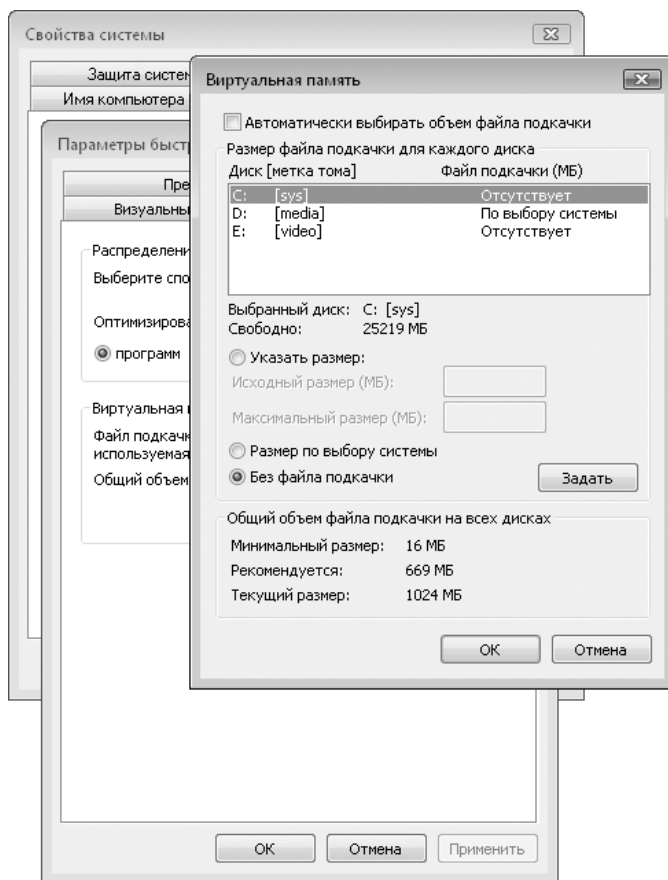 Свойства системы
Защита систем
Имя компьютера
Параметры быст
Пре
Визуальны
Распределени
Выберите спо
Оптимизирова
программ
Виртуальная
Файл подкачк
используемая
Общий объем
ОК Отмена Применить
Виртуальная память
Автоматически выбирать объем файла подкачки
Размер файла подкачки для каждого диска
Диск [метка тома] Файл подкачки (МБ)
C: [sys] Отсутствует
D: [media] По выбору системы
E: [video] Отсутствует
Выбранный диск: C: [sys]
Свободно: 25219 МБ
Указать размер:
Исходный размер (МБ):
Максимальный размер (МБ):
Размер по выбору системы
Без файла подкачки Задать
Общий объем файла подкачки на всех дисках
Минимальный размер: 16 МБ
Рекомендуется: 669 МБ
Текущий размер: 1024 МБ
ОК Отмена